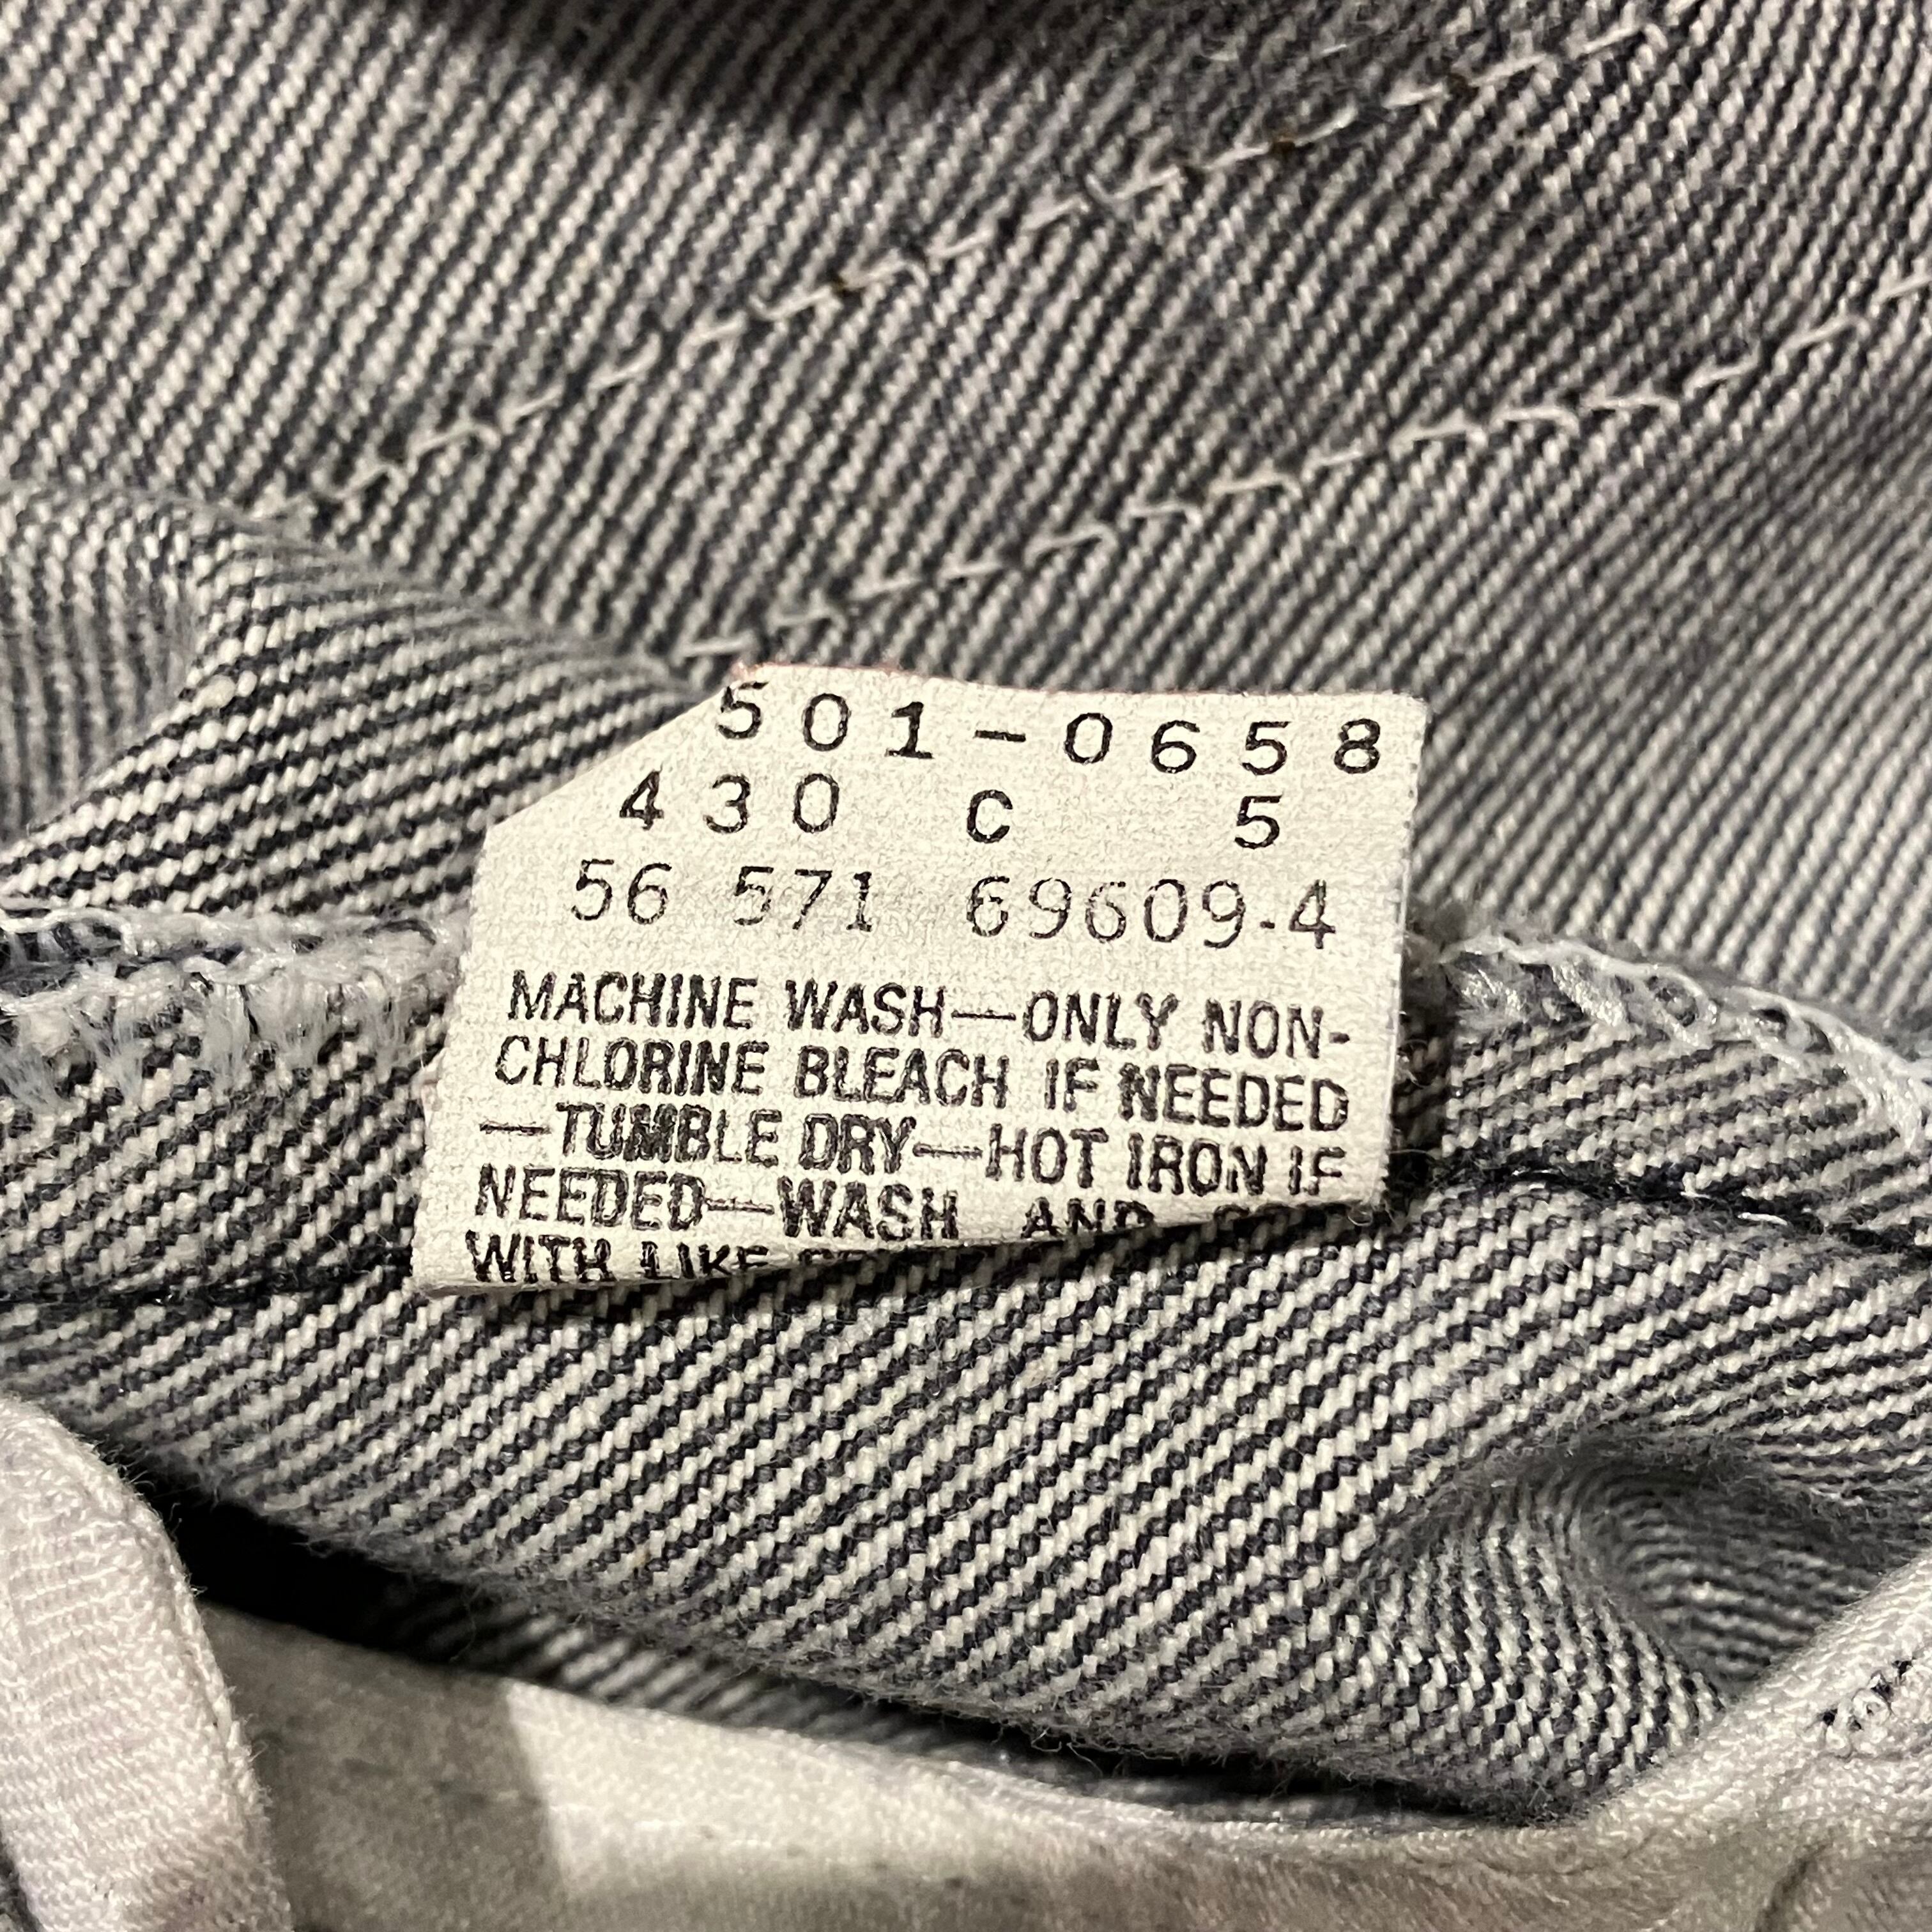 501-0658
430 C 5
56 571 69609-4
MACHINE WASH—ONLY NON-
CHLORINE BLEACH IF NEEDED
—TUMBLE DRY—HOT IRON IF
NEEDED—WASH AND
WITH LIKE